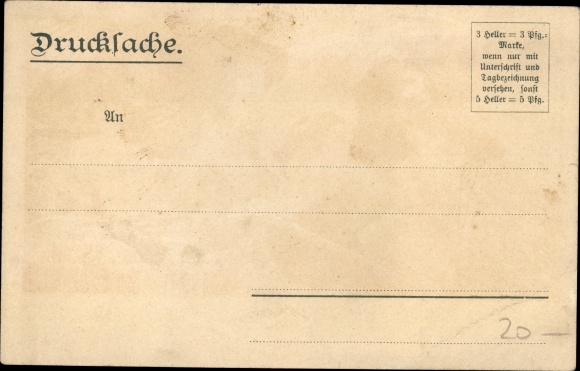 Drucksache.
3 Heller = 3 Pfg.=
Marke,
wenn nur mit
Unterschrift und
Tagbezeichnung
versehen, sonst
5 Heller = 5 Pfg.
An
20 —